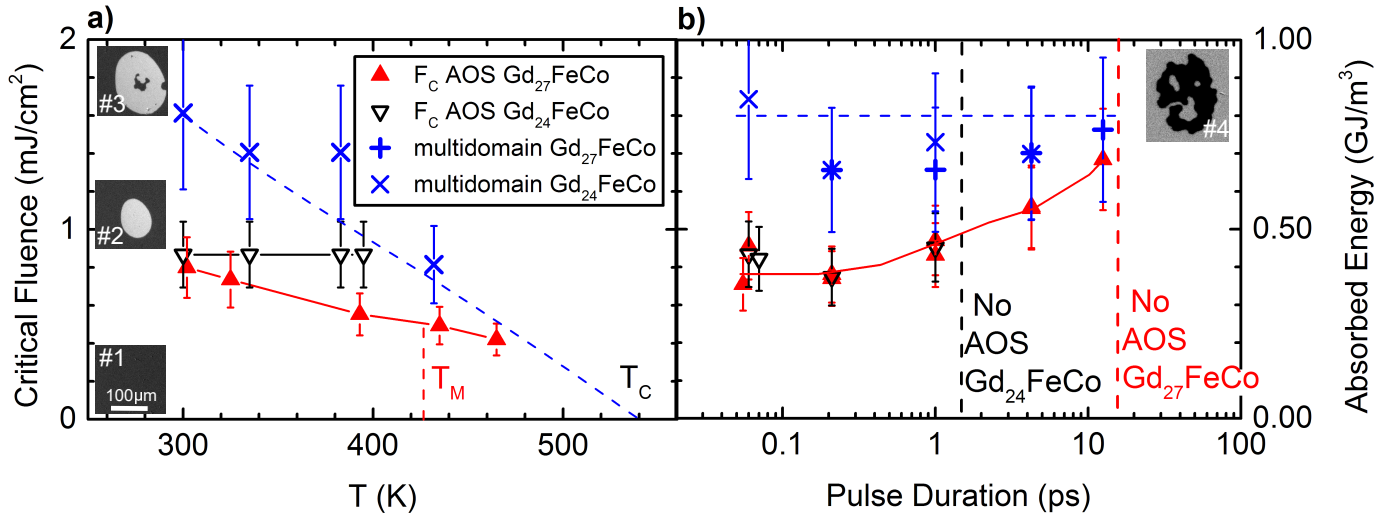 a)
b)
Critical Fluence (mJ/cm²)
2
1
0
#3
#2
#1
100µm
F_C AOS Gd₂₇FeCo
F_C AOS Gd₂₄FeCo
multidomain Gd₂₇FeCo
multidomain Gd₂₄FeCo
T_M
T_C
300
400
500
T (K)
#4
No
AOS
Gd₂₄FeCo
No
AOS
Gd₂₇FeCo
0.1
1
10
100
Pulse Duration (ps)
1.00
0.50
0.00
Absorbed Energy (GJ/m³)